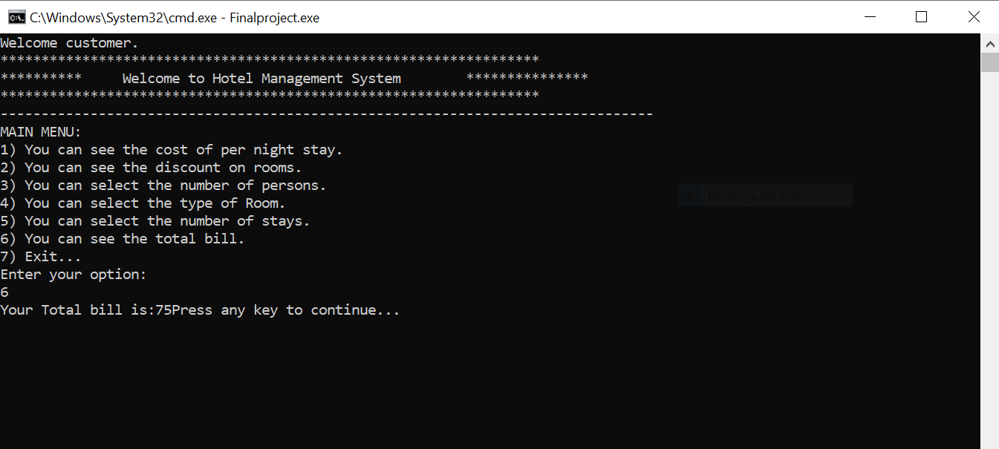 C:\Windows\System32\cmd.exe - Finalproject.exe
Welcome customer.
******************************************************************
**********     Welcome to Hotel Management System        ***************
******************************************************************
--------------------------------------------------------------------------------
MAIN MENU:
1) You can see the cost of per night stay.
2) You can see the discount on rooms.
3) You can select the number of persons.
4) You can select the type of Room.
5) You can select the number of stays.
6) You can see the total bill.
7) Exit...
Rectangular Snip
Enter your option:
6
Your Total bill is:75Press any key to continue...